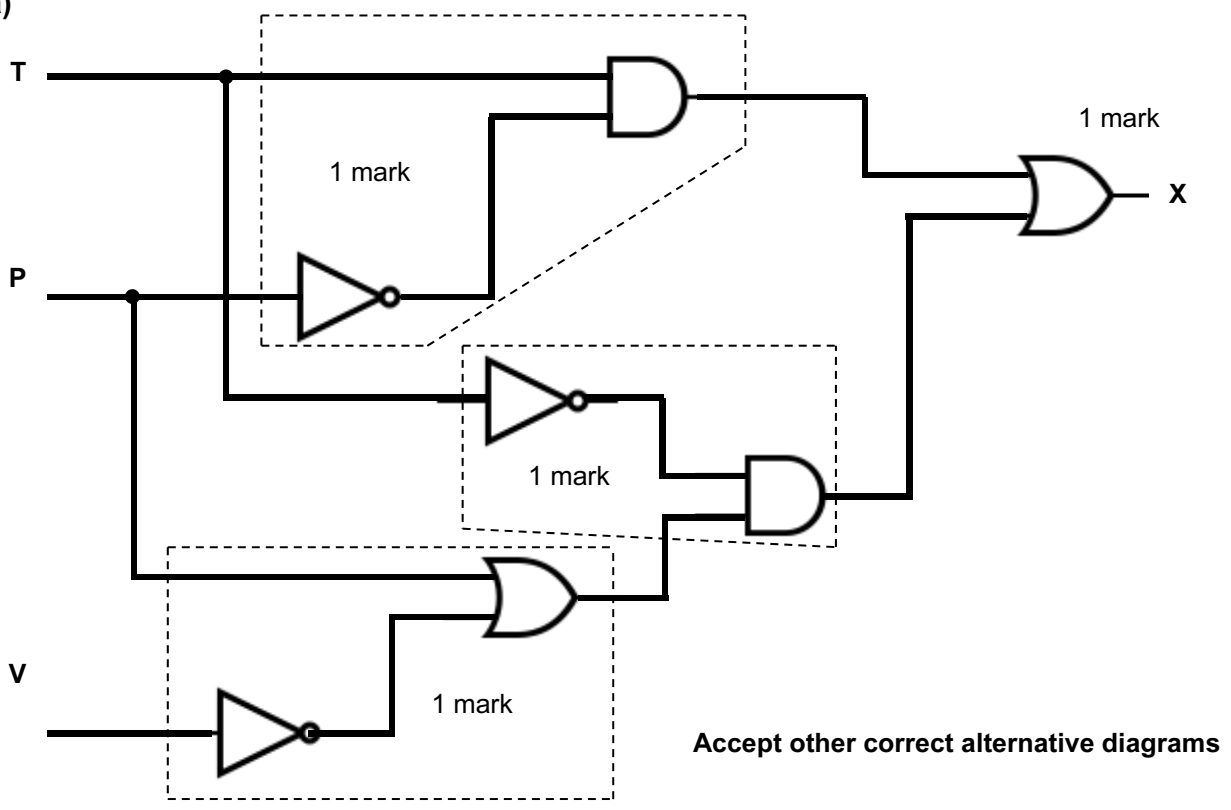 )
T
1 mark
1 mark
X
P
1 mark
V
1 mark
Accept other correct alternative diagrams